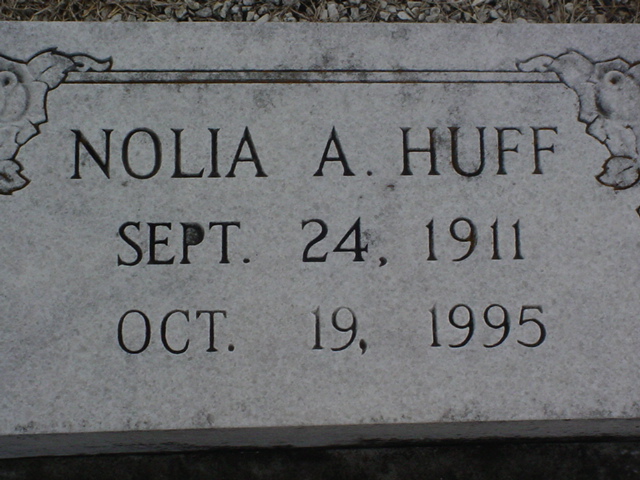 NOLIA A. HUFF
SEPT. 24, 1911
OCT. 19, 1995